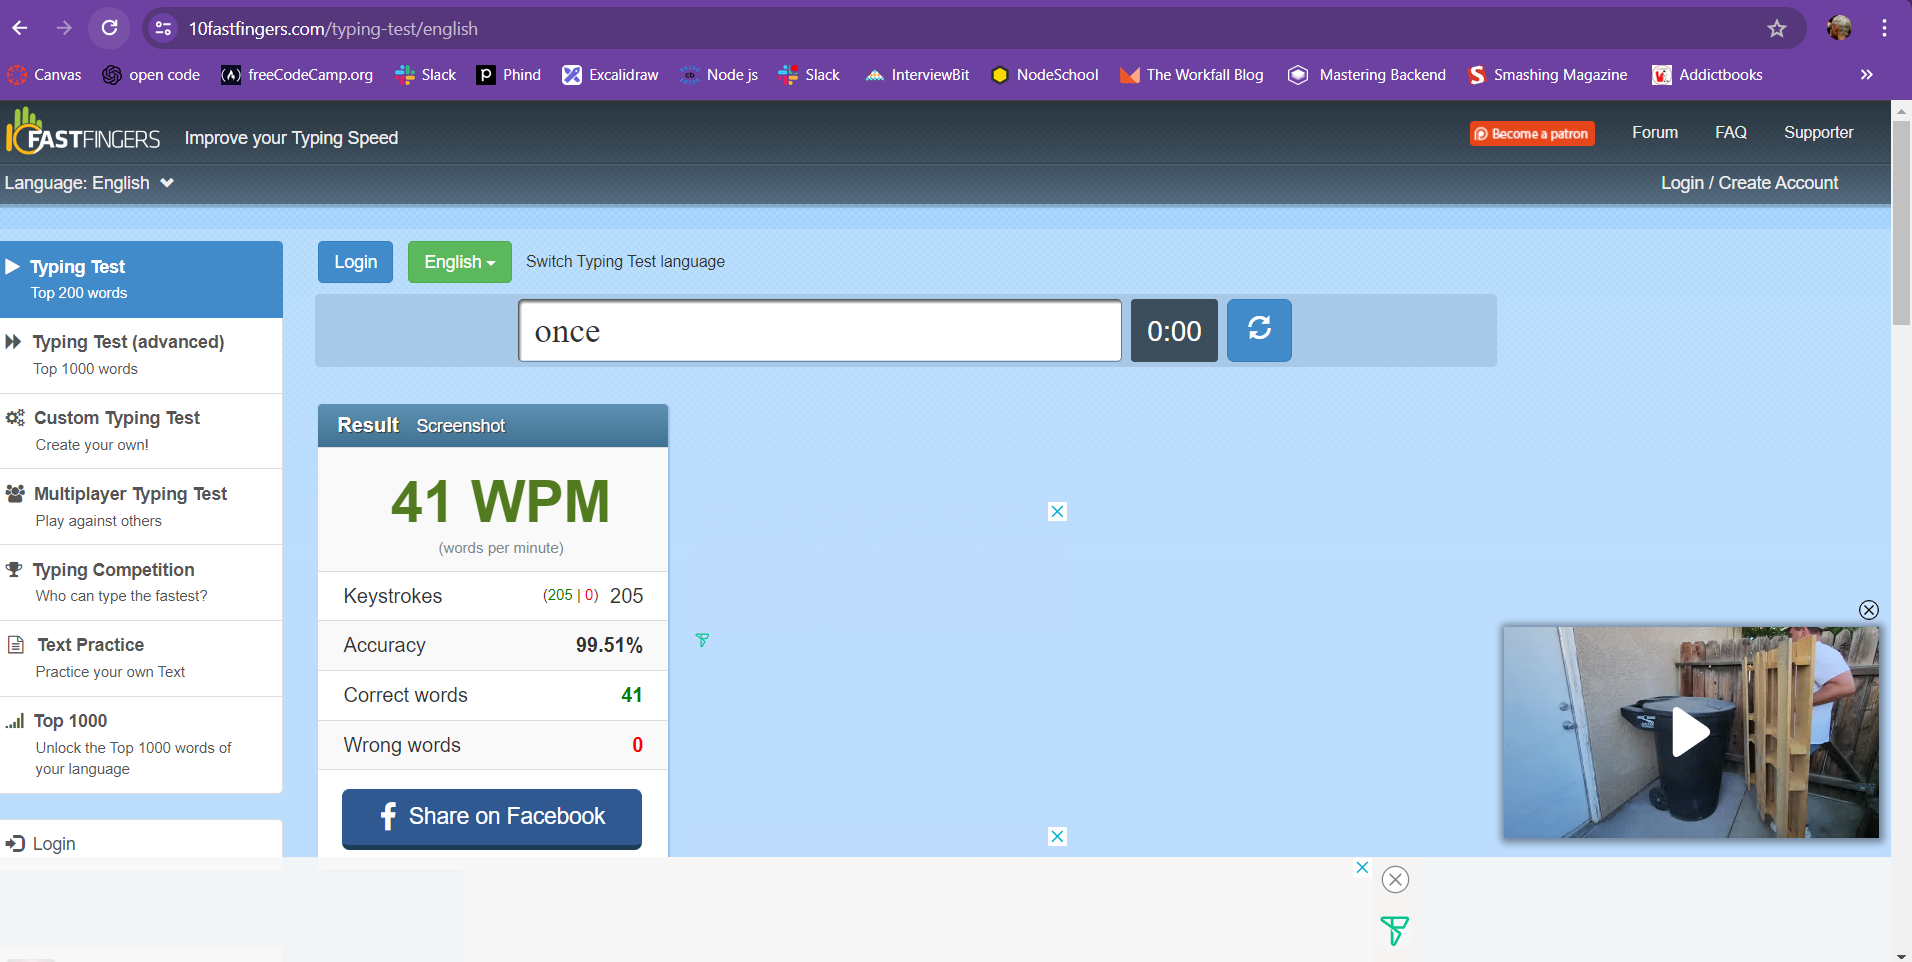 10fastfingers.com/typing-test/english
Canvas open code freeCodeCamp.org Slack Phind Excalidraw Node js Slack InterviewBit NodeSchool The Workfall Blog Mastering Backend Smashing Magazine Addictbooks
10FASTFINGERS Improve your Typing Speed
Become a patron Forum FAQ Supporter
Language: English
Login / Create Account
Typing Test
Top 200 words
Typing Test (advanced)
Top 1000 words
Custom Typing Test
Create your own!
Multiplayer Typing Test
Play against others
Typing Competition
Who can type the fastest?
Text Practice
Practice your own Text
Top 1000
Unlock the Top 1000 words of
your language
Login
Login English Switch Typing Test language
once 0:00
Result Screenshot
41 WPM
(words per minute)
Keystrokes (205 | 0) 205
Accuracy 99.51%
Correct words 41
Wrong words 0
Share on Facebook